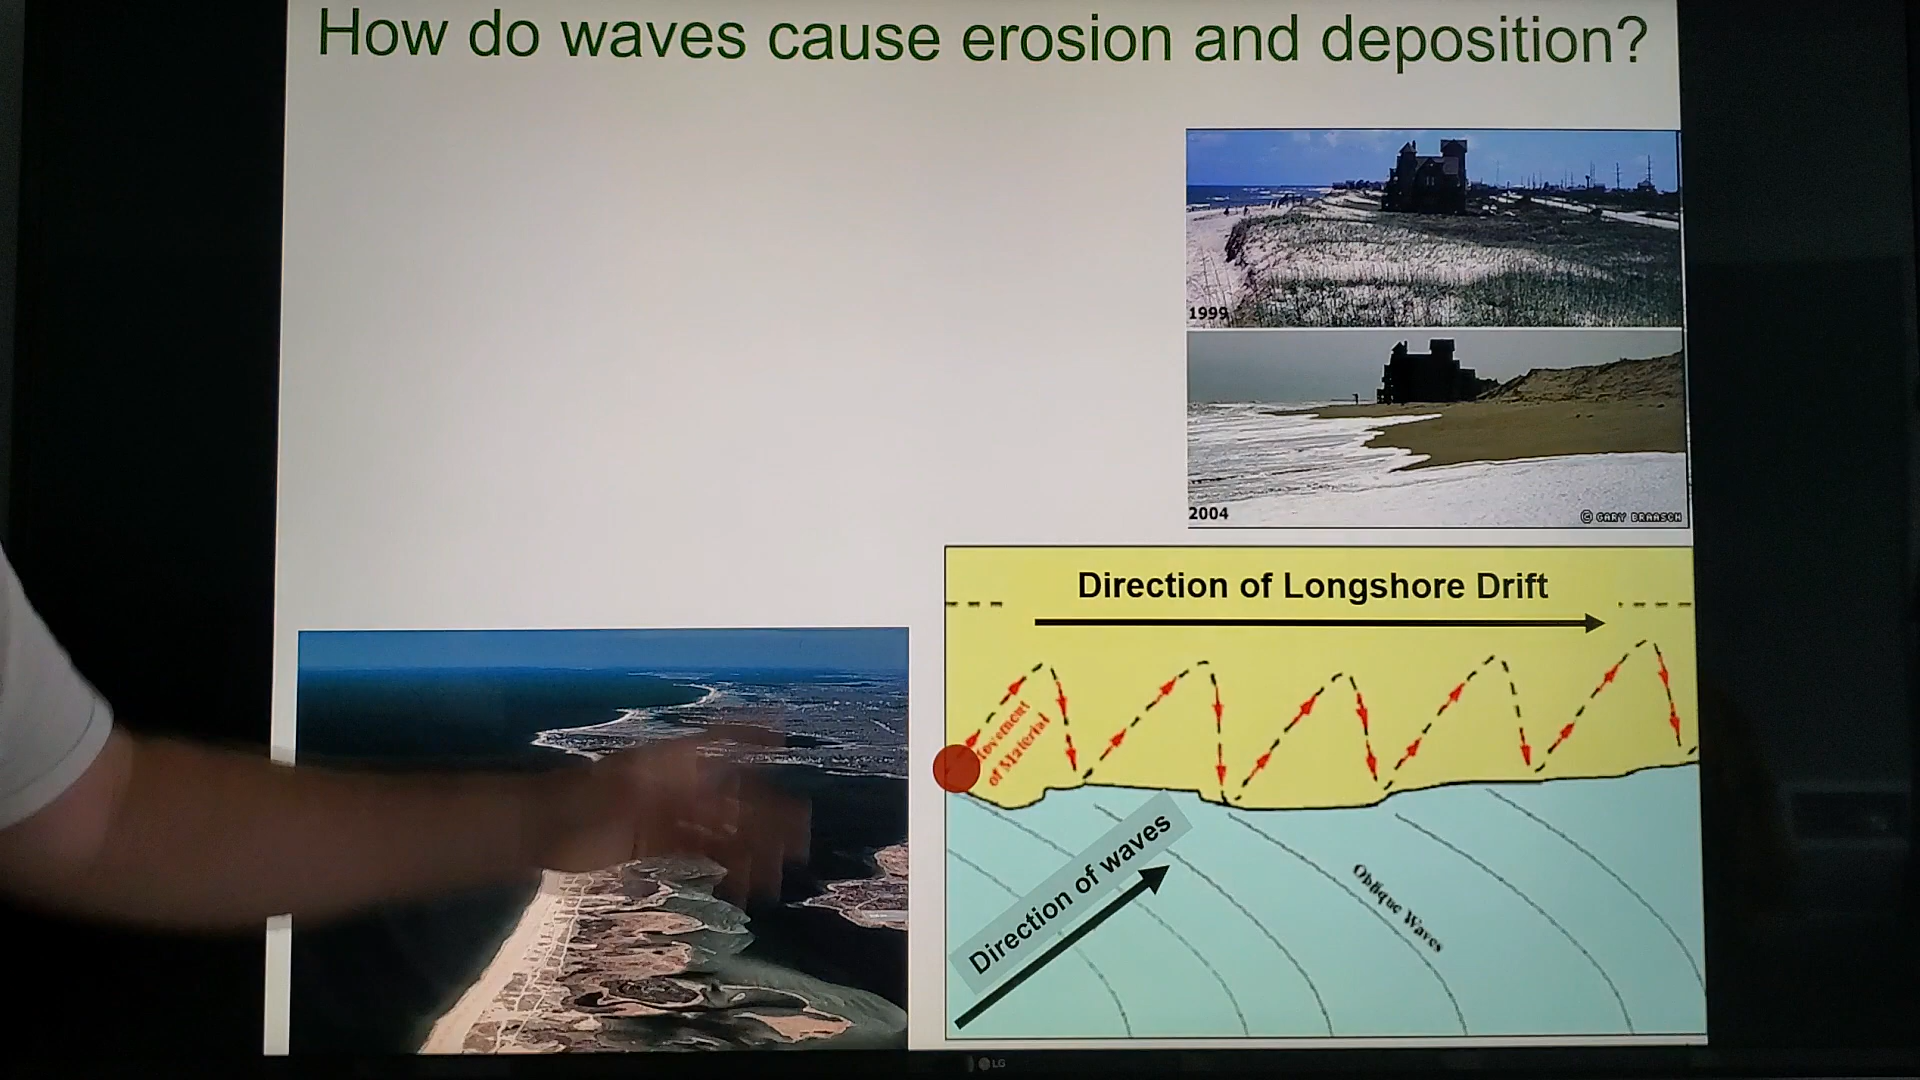 How do waves cause erosion and deposition?
1999
2004
© GARY BRAASCH
Direction of Longshore Drift
Movement
of Material
Direction of waves
Oblique Waves
LG